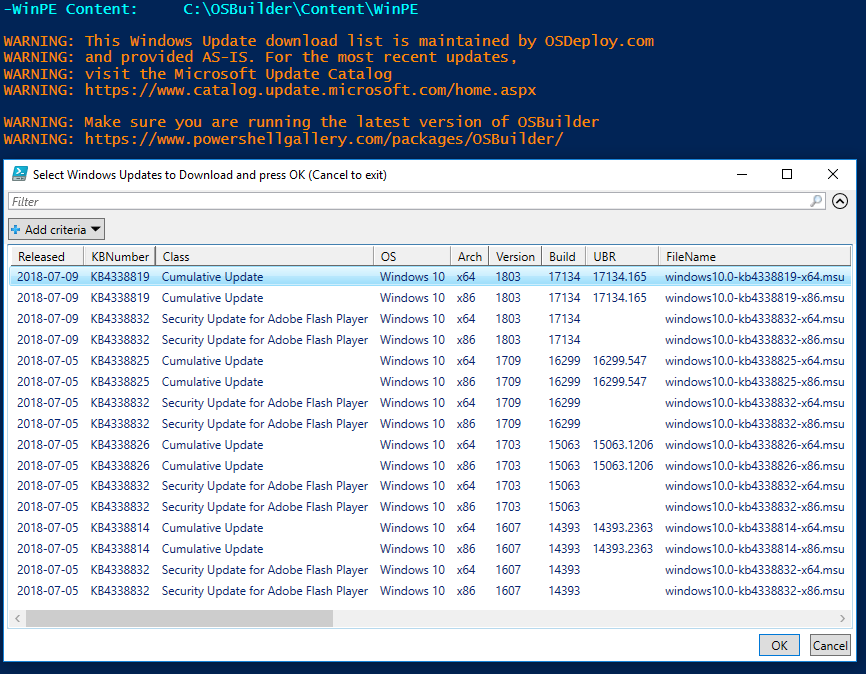 -WinPE Content:     C:\OSBuilder\Content\WinPE
WARNING: This Windows Update download list is maintained by OSDeploy.com
WARNING: and provided AS-IS. For the most recent updates,
WARNING: visit the Microsoft Update Catalog
WARNING: https://www.catalog.update.microsoft.com/home.aspx
WARNING: Make sure you are running the latest version of OSBuilder
WARNING: https://www.powershellgallery.com/packages/OSBuilder/
Select Windows Updates to Download and press OK (Cancel to exit)
Filter
Add criteria
Released KBNumber Class OS Arch Version Build UBR FileName
2018-07-09 KB4338819 Cumulative Update Windows 10 x64 1803 17134 17134.165 windows10.0-kb4338819-x64.msu
2018-07-09 KB4338819 Cumulative Update Windows 10 x86 1803 17134 17134.165 windows10.0-kb4338819-x86.msu
2018-07-09 KB4338832 Security Update for Adobe Flash Player Windows 10 x64 1803 17134 windows10.0-kb4338832-x64.msu
2018-07-09 KB4338832 Security Update for Adobe Flash Player Windows 10 x86 1803 17134 windows10.0-kb4338832-x86.msu
2018-07-05 KB4338825 Cumulative Update Windows 10 x64 1709 16299 16299.547 windows10.0-kb4338825-x64.msu
2018-07-05 KB4338825 Cumulative Update Windows 10 x86 1709 16299 16299.547 windows10.0-kb4338825-x86.msu
2018-07-05 KB4338832 Security Update for Adobe Flash Player Windows 10 x64 1709 16299 windows10.0-kb4338832-x64.msu
2018-07-05 KB4338832 Security Update for Adobe Flash Player Windows 10 x86 1709 16299 windows10.0-kb4338832-x86.msu
2018-07-05 KB4338826 Cumulative Update Windows 10 x64 1703 15063 15063.1206 windows10.0-kb4338826-x64.msu
2018-07-05 KB4338826 Cumulative Update Windows 10 x86 1703 15063 15063.1206 windows10.0-kb4338826-x86.msu
2018-07-05 KB4338832 Security Update for Adobe Flash Player Windows 10 x64 1703 15063 windows10.0-kb4338832-x64.msu
2018-07-05 KB4338832 Security Update for Adobe Flash Player Windows 10 x86 1703 15063 windows10.0-kb4338832-x86.msu
2018-07-05 KB4338814 Cumulative Update Windows 10 x64 1607 14393 14393.2363 windows10.0-kb4338814-x64.msu
2018-07-05 KB4338814 Cumulative Update Windows 10 x86 1607 14393 14393.2363 windows10.0-kb4338814-x86.msu
2018-07-05 KB4338832 Security Update for Adobe Flash Player Windows 10 x64 1607 14393 windows10.0-kb4338832-x64.msu
2018-07-05 KB4338832 Security Update for Adobe Flash Player Windows 10 x86 1607 14393 windows10.0-kb4338832-x86.msu
OK Cancel